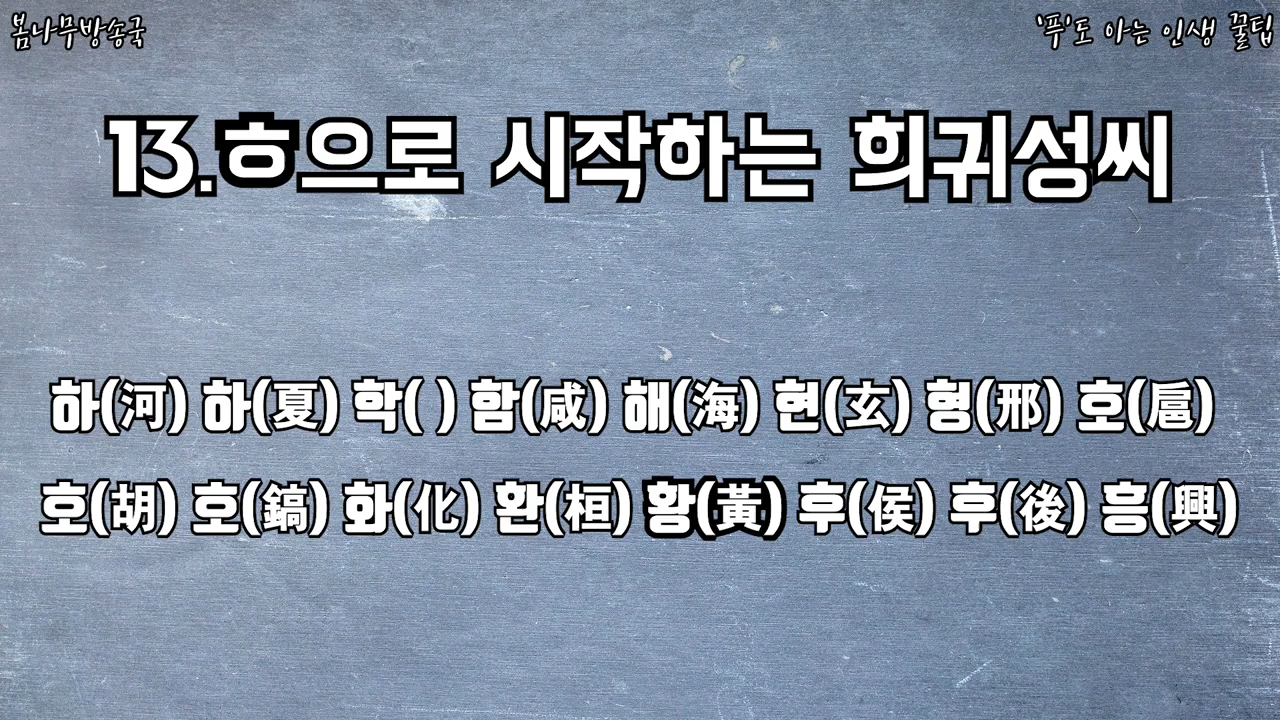 봄나무방송국
'푸'도 아는 인생 꿀팁
13.ㅎ으로 시작하는 희귀성씨
하(河) 하(夏) 학( ) 함(咸) 해(海) 현(玄) 형(邢) 호(扈)
호(胡) 호(鎬) 화(化) 환(桓) 황(黃) 후(侯) 후(後) 흥(興)